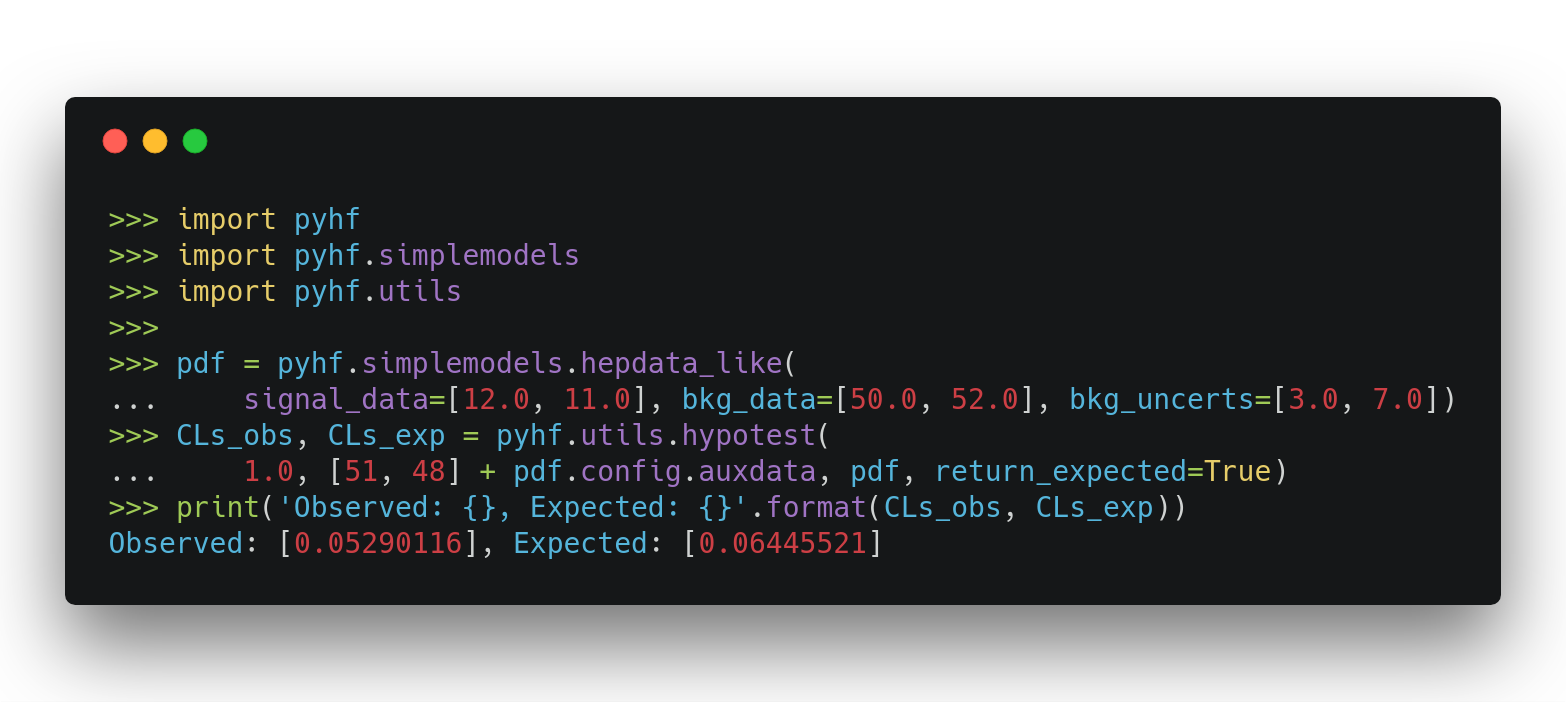 >>> import pyhf
>>> import pyhf.simplemodels
>>> import pyhf.utils
>>>
>>> pdf = pyhf.simplemodels.hepdata_like(
...     signal_data=[12.0, 11.0], bkg_data=[50.0, 52.0], bkg_uncerts=[3.0, 7.0])
>>> CLs_obs, CLs_exp = pyhf.utils.hypotest(
...     1.0, [51, 48] + pdf.config.auxdata, pdf, return_expected=True)
>>> print('Observed: {}, Expected: {}'.format(CLs_obs, CLs_exp))
Observed: [0.05290116], Expected: [0.06445521]